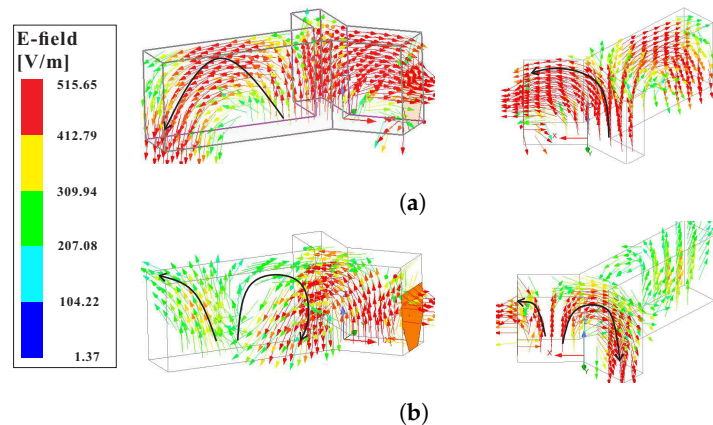 E-field
[V/m]
515.65
412.79
309.94
207.08
104.22
1.37
X
Y
(a)
X
Y
(b)